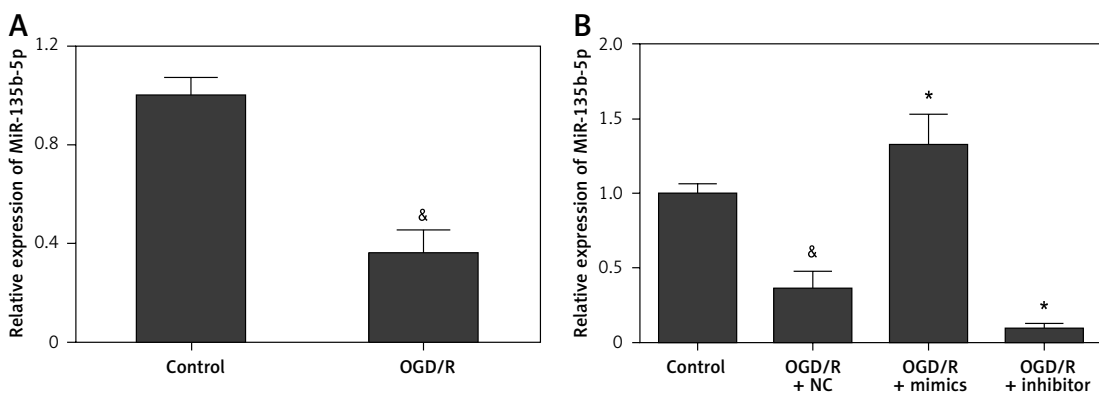 A
Relative expression of MiR-135b-5p
1.2
0.8
0.4
0
&
Control
OGD/R
B
Relative expression of MiR-135b-5p
2.0
1.5
1.0
0.5
0
&
*
*
Control
OGD/R
+ NC
OGD/R
+ mimics
OGD/R
+ inhibitor